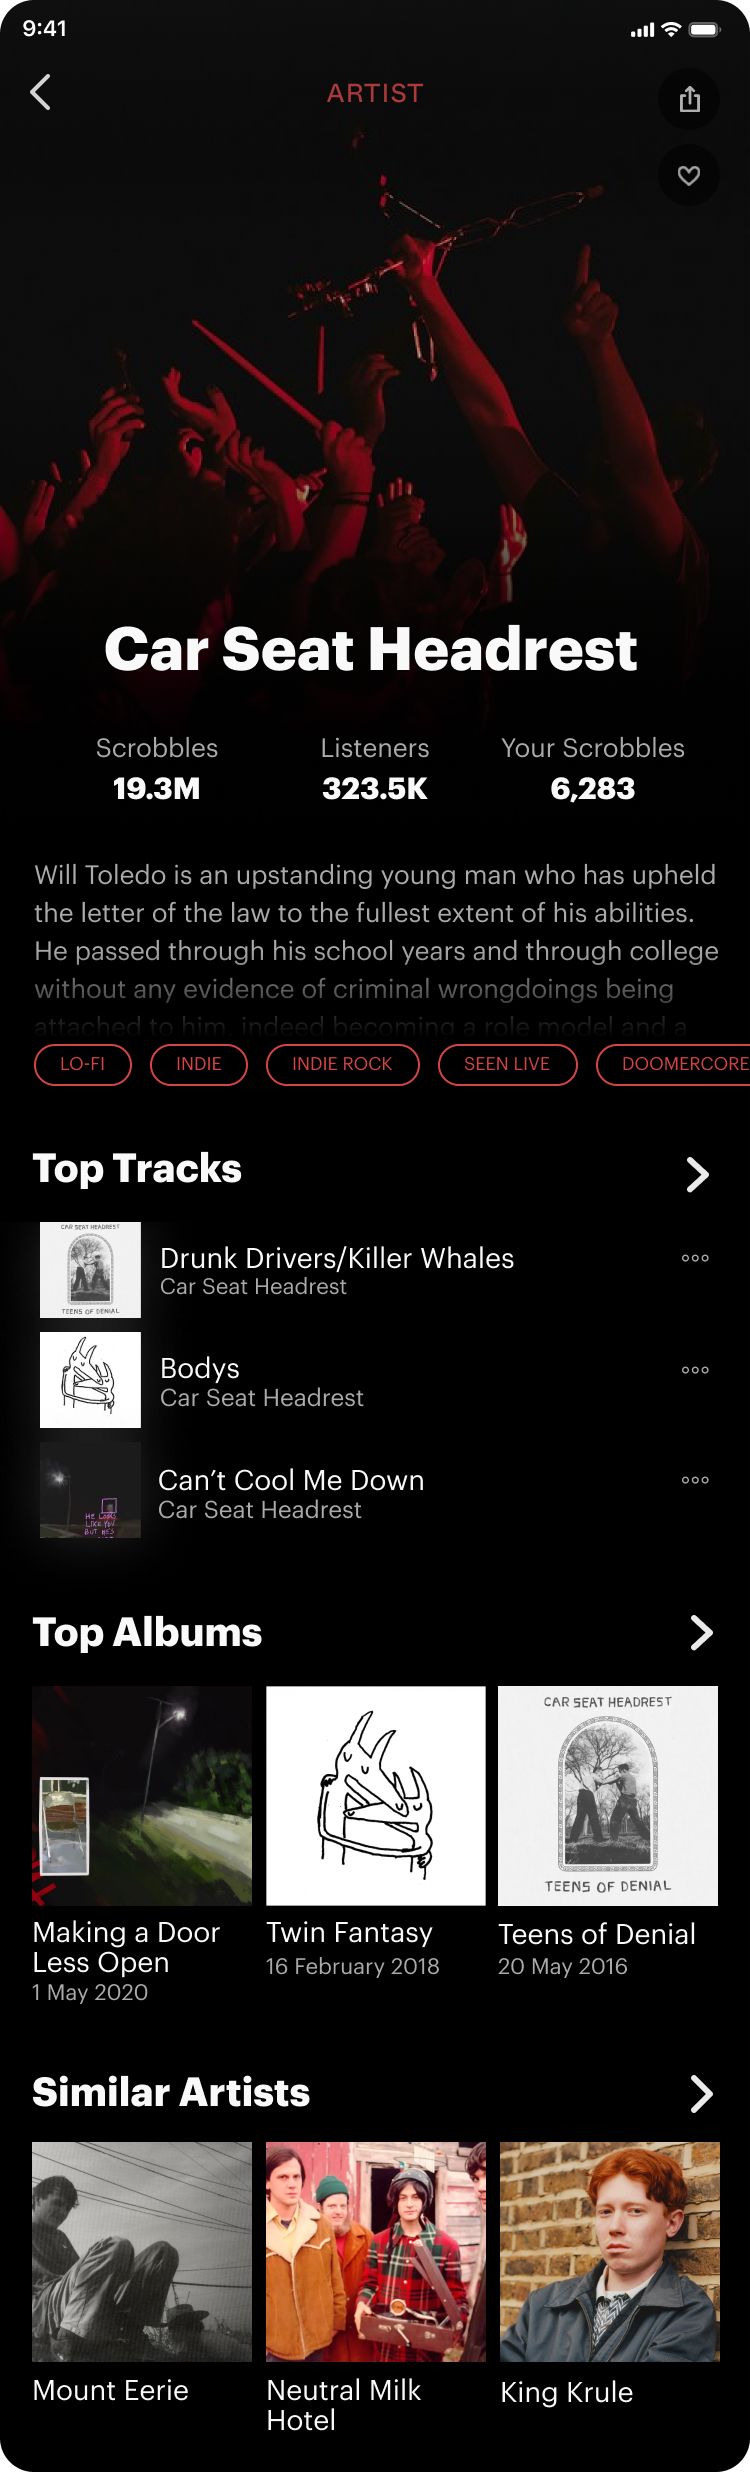 9:41
ARTIST
Car Seat Headrest
Scrobbles
Listeners
Your Scrobbles
19.3M
323.5K
6,283
Will Toledo is an upstanding young man who has upheld
the letter of the law to the fullest extent of his abilities.
He passed through his school years and through college
without any evidence of criminal wrongdoings being
attached to him, indeed becoming a role model and a
LO-FI
INDIE
INDIE ROCK
SEEN LIVE
DOOMERCORE
Top Tracks
CAR SEAT HEADREST
TEENS OF DENIAL
Drunk Drivers/Killer Whales
Car Seat Headrest
Bodys
Car Seat Headrest
HE LOOKS
LIKE YOU
BUT HE'S
Can't Cool Me Down
Car Seat Headrest
Top Albums
CAR SEAT HEADREST
TEENS OF DENIAL
Making a Door
Less Open
1 May 2020
Twin Fantasy
16 February 2018
Teens of Denial
20 May 2016
Similar Artists
Mount Eerie
Neutral Milk
Hotel
King Krule